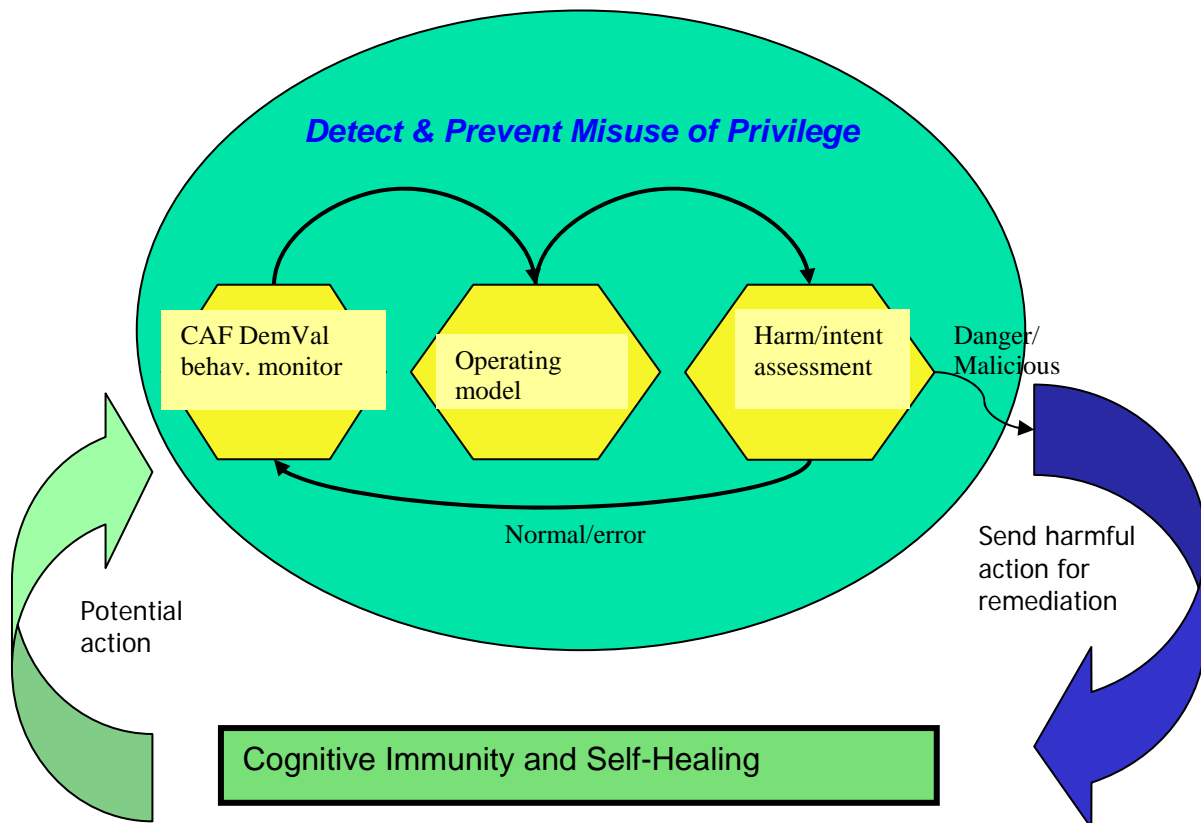 Detect & Prevent Misuse of Privilege
CAF DemVal
behav. monitor
Operating
model
Harm/intent
assessment
Danger/
Malicious
Normal/error
Potential
action
Send harmful
action for
remediation
Cognitive Immunity and Self-Healing